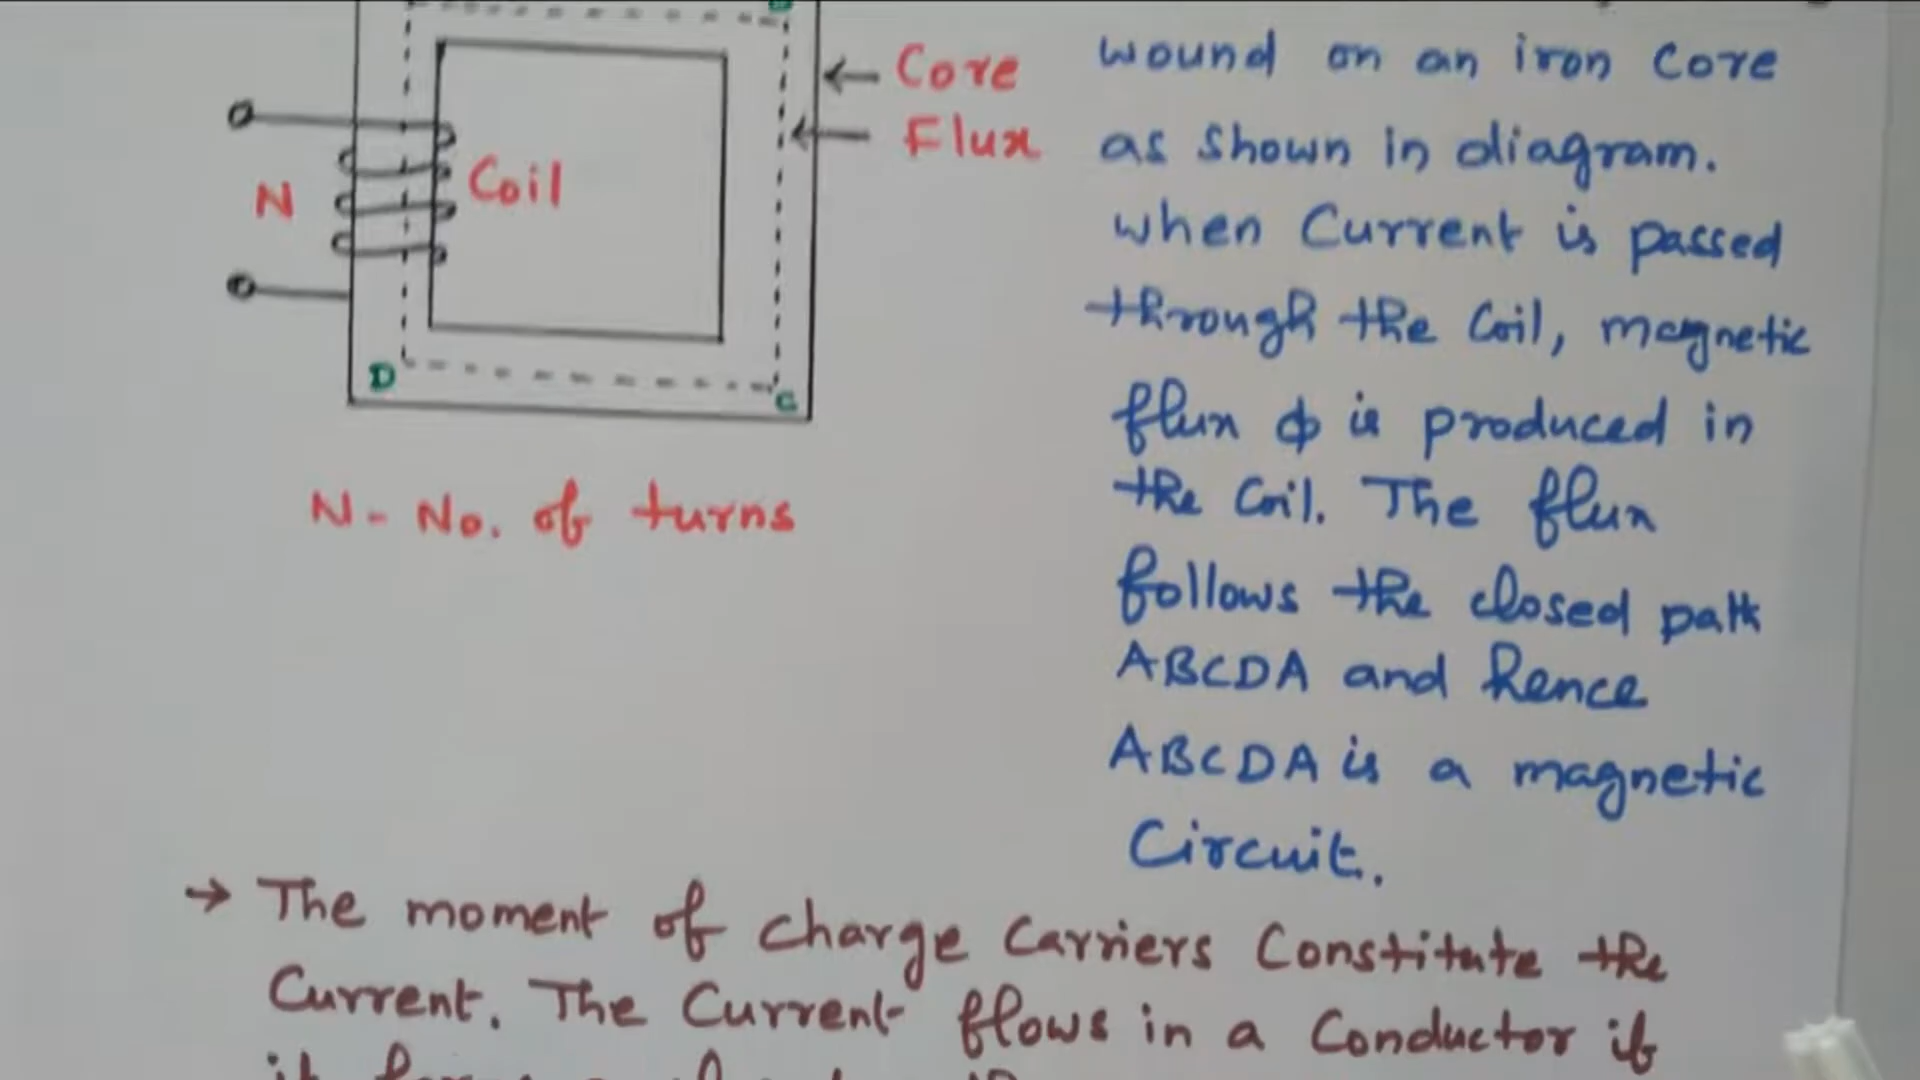 Core
Flux
Coil
N
D
C
N- No. of turns
wound on an iron Core
as shown in diagram.
when Current is passed
through the Coil, magnetic
flux φ is produced in
the Coil. The flux
follows the closed path
ABCDA and hence
ABCDA is a magnetic
Circuit.
→ The moment of charge Carriers Constitute the
Current. The Current flows in a Conductor if
it